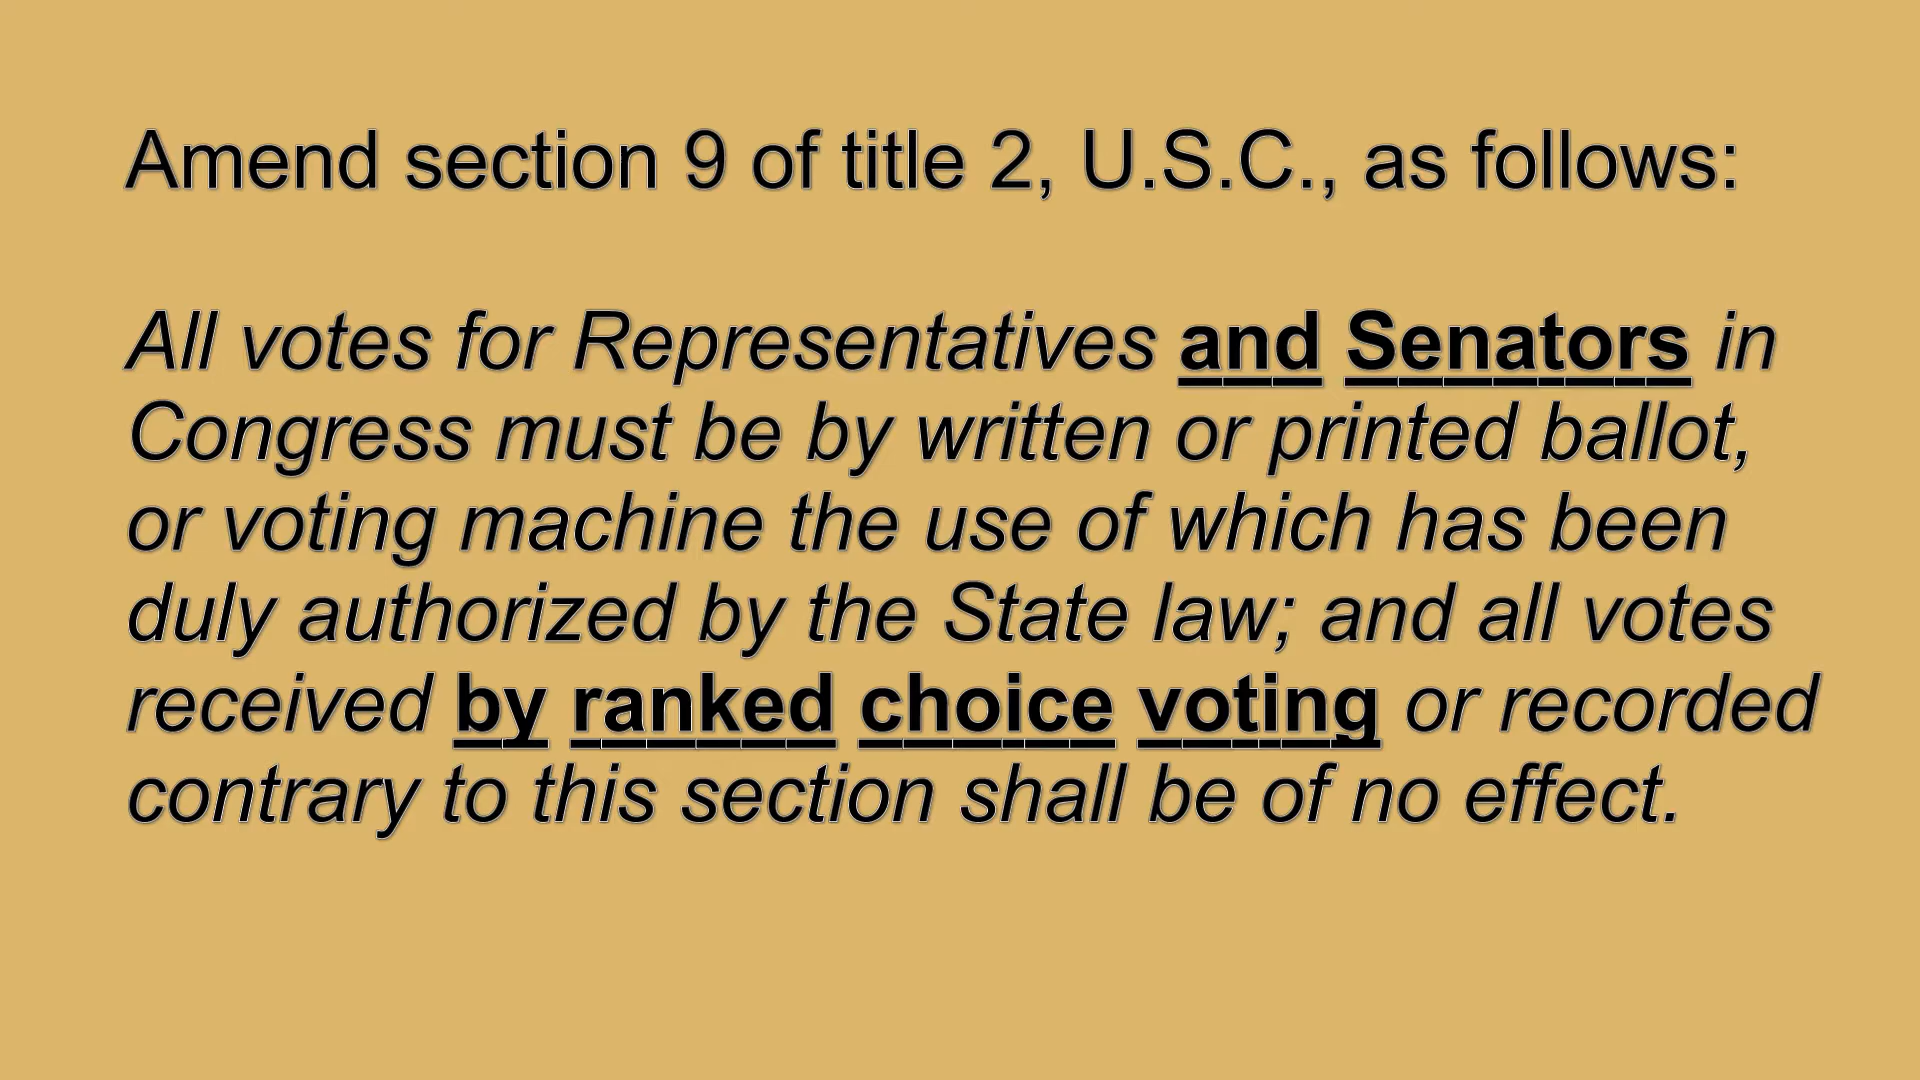 Amend section 9 of title 2, U.S.C., as follows:
All votes for Representatives and Senators in
Congress must be by written or printed ballot,
or voting machine the use of which has been
duly authorized by the State law; and all votes
received by ranked choice voting or recorded
contrary to this section shall be of no effect.